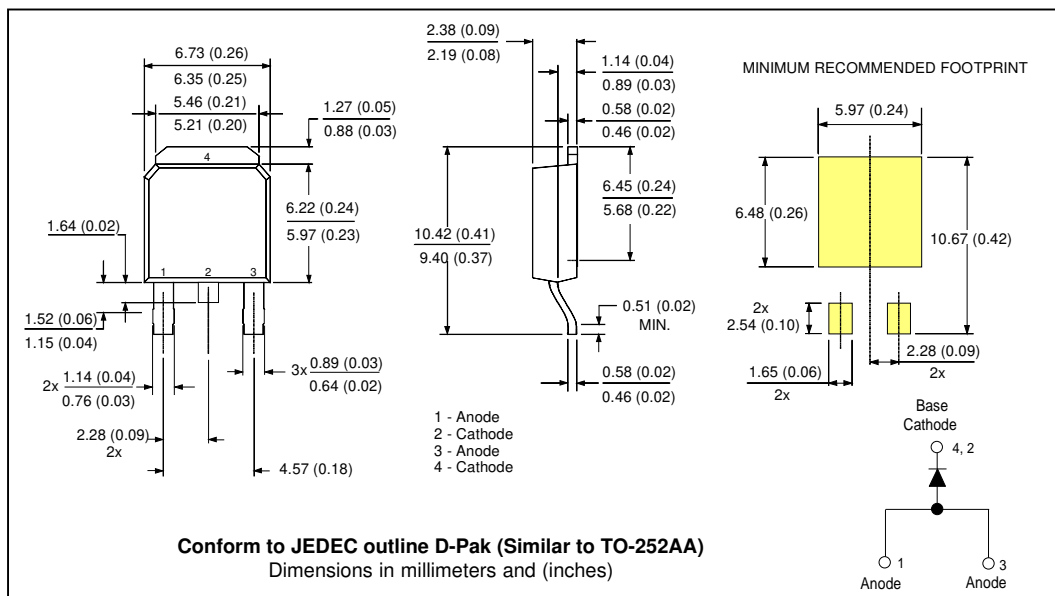 6.73 (0.26)
6.35 (0.25)
5.46 (0.21)
5.21 (0.20)
1.27 (0.05)
0.88 (0.03)
4
6.22 (0.24)
5.97 (0.23)
1.64 (0.02)
1 2 3
1.52 (0.06)
1.15 (0.04)
2x 1.14 (0.04)
0.76 (0.03)
3x 0.89 (0.03)
0.64 (0.02)
2.28 (0.09)
2x
4.57 (0.18)
2.38 (0.09)
2.19 (0.08)
1.14 (0.04)
0.89 (0.03)
0.58 (0.02)
0.46 (0.02)
6.45 (0.24)
5.68 (0.22)
10.42 (0.41)
9.40 (0.37)
0.51 (0.02)
MIN.
0.58 (0.02)
0.46 (0.02)
1 - Anode
2 - Cathode
3 - Anode
4 - Cathode
MINIMUM RECOMMENDED FOOTPRINT
5.97 (0.24)
6.48 (0.26)
10.67 (0.42)
2x
2.54 (0.10)
2.28 (0.09)
2x
1.65 (0.06)
2x
Base
Cathode
4, 2
1
Anode
3
Anode
Conform to JEDEC outline D-Pak (Similar to TO-252AA)
Dimensions in millimeters and (inches)